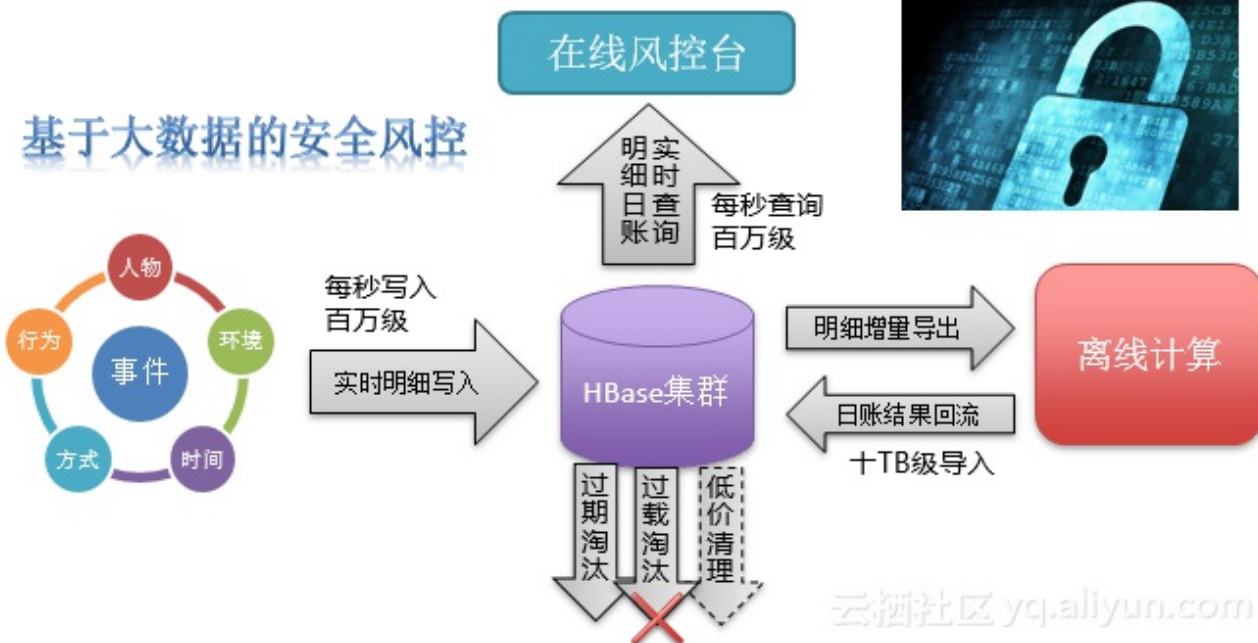 在线风控台
基于大数据的安全风控
明细日账
实时查询
每秒查询
百万级
人物
行为
环境
事件
方式
时间
每秒写入
百万级
实时明细写入
HBase集群
明细增量导出
日账结果回流
十TB级导入
离线计算
过期淘汰
过载淘汰
低价清理
云栖社区 yq.aliyun.com